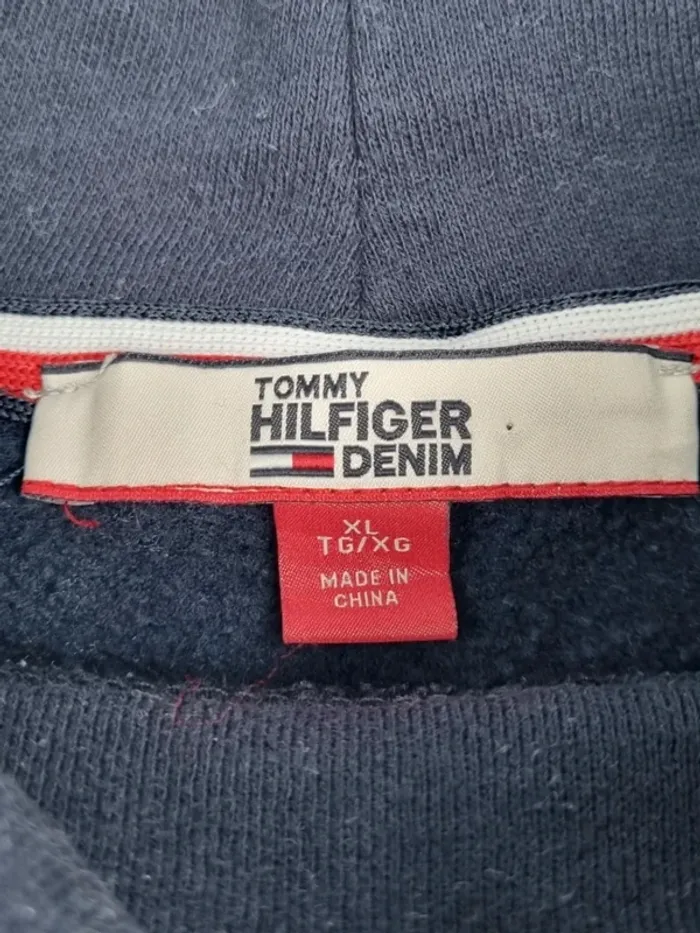 TOMMY
HILFIGER
DENIM
XL
TG/XG
MADE IN
CHINA